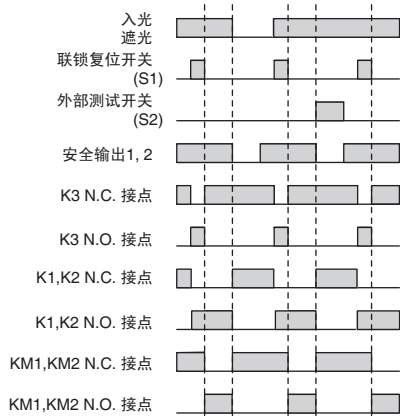 入光
遮光
联锁复位开关
(S1)
外部测试开关
(S2)
安全输出1, 2
K3 N.C. 接点
K3 N.O. 接点
K1,K2 N.C. 接点
K1,K2 N.O. 接点
KM1,KM2 N.C. 接点
KM1,KM2 N.O. 接点